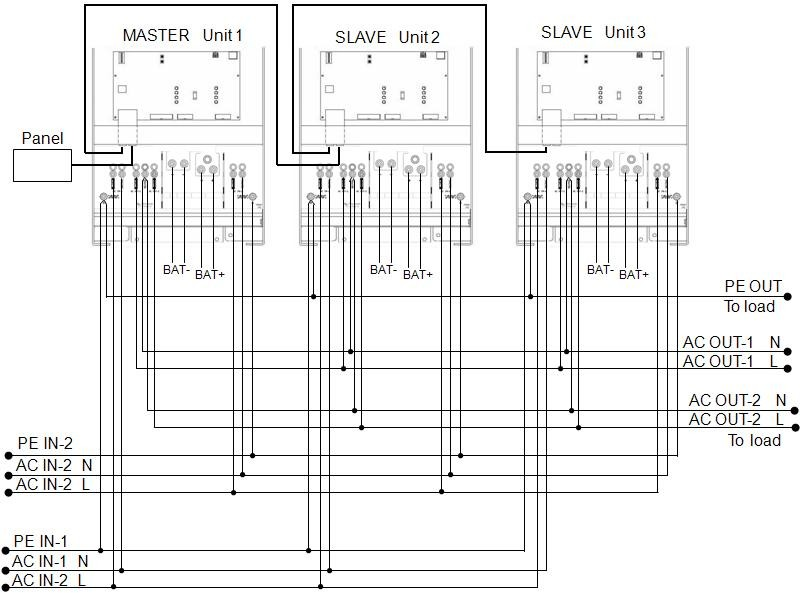 MASTER Unit 1
SLAVE Unit 2
SLAVE Unit 3
Panel
BAT-
BAT+
BAT-
BAT+
BAT-
BAT+
PE OUT
To load
AC OUT-1 N
AC OUT-1 L
AC OUT-2 N
AC OUT-2 L
To load
PE IN-2
AC IN-2 N
AC IN-2 L
PE IN-1
AC IN-1 N
AC IN-2 L